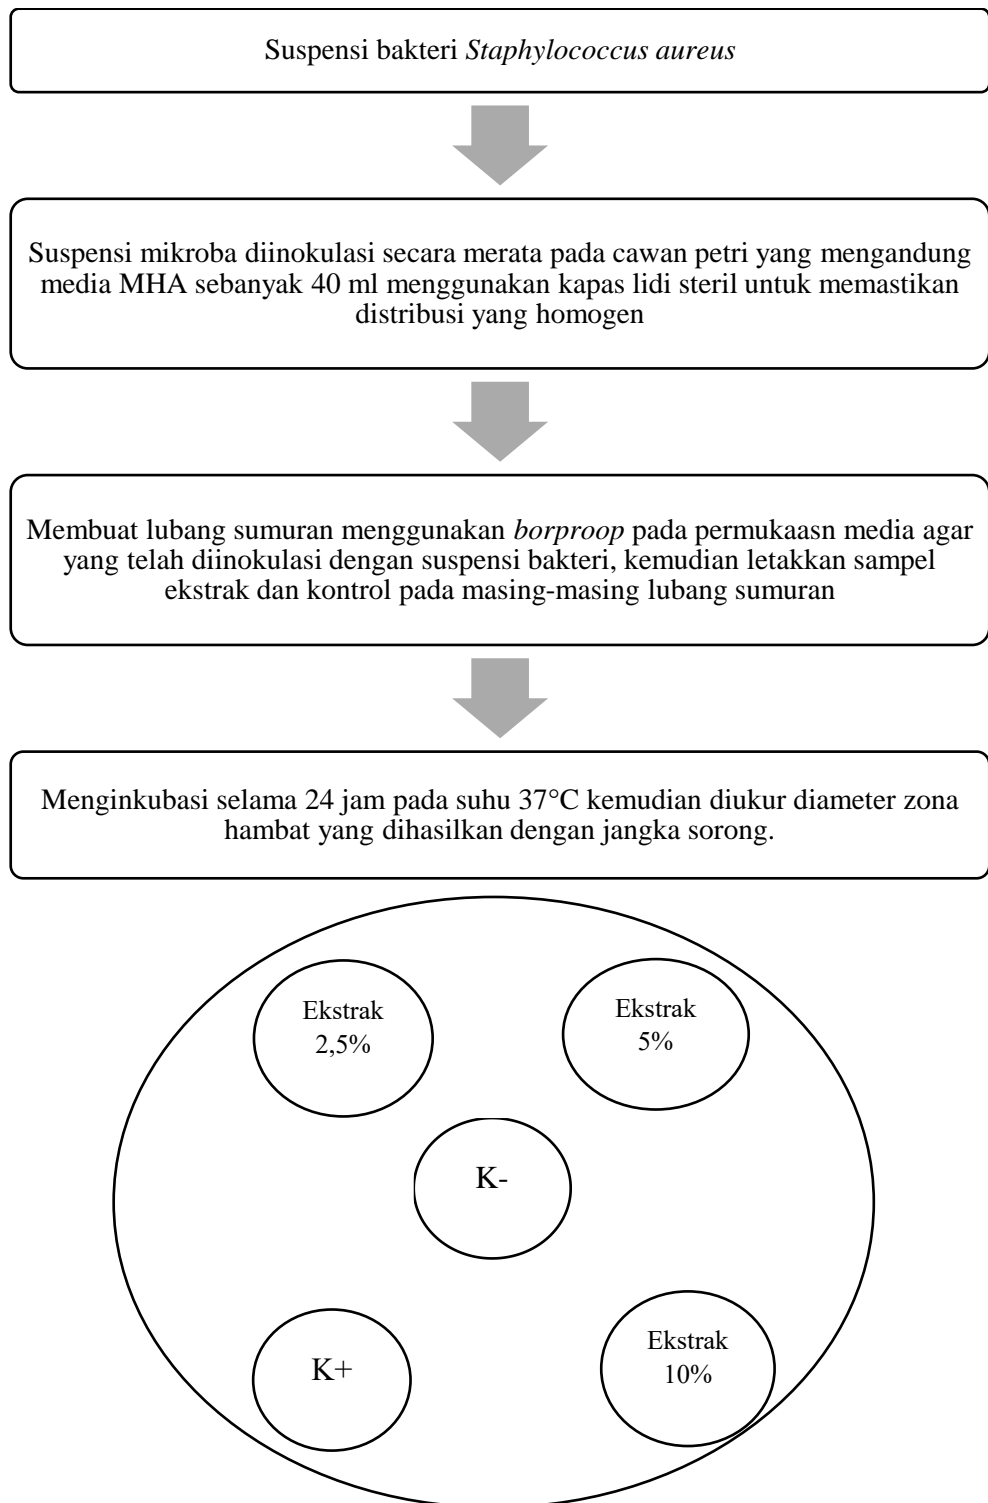 Suspensi bakteri Staphylococcus aureus
Suspensi mikroba diinokulasi secara merata pada cawan petri yang mengandung
media MHA sebanyak 40 ml menggunakan kapas lidi steril untuk memastikan
distribusi yang homogen
Membuat lubang sumuran menggunakan borproop pada permukaasn media agar
yang telah diinokulasi dengan suspensi bakteri, kemudian letakkan sampel
ekstrak dan kontrol pada masing-masing lubang sumuran
Menginkubasi selama 24 jam pada suhu 37°C kemudian diukur diameter zona
hambat yang dihasilkan dengan jangka sorong.
Ekstrak
2,5%
Ekstrak
5%
K-
K+
Ekstrak
10%